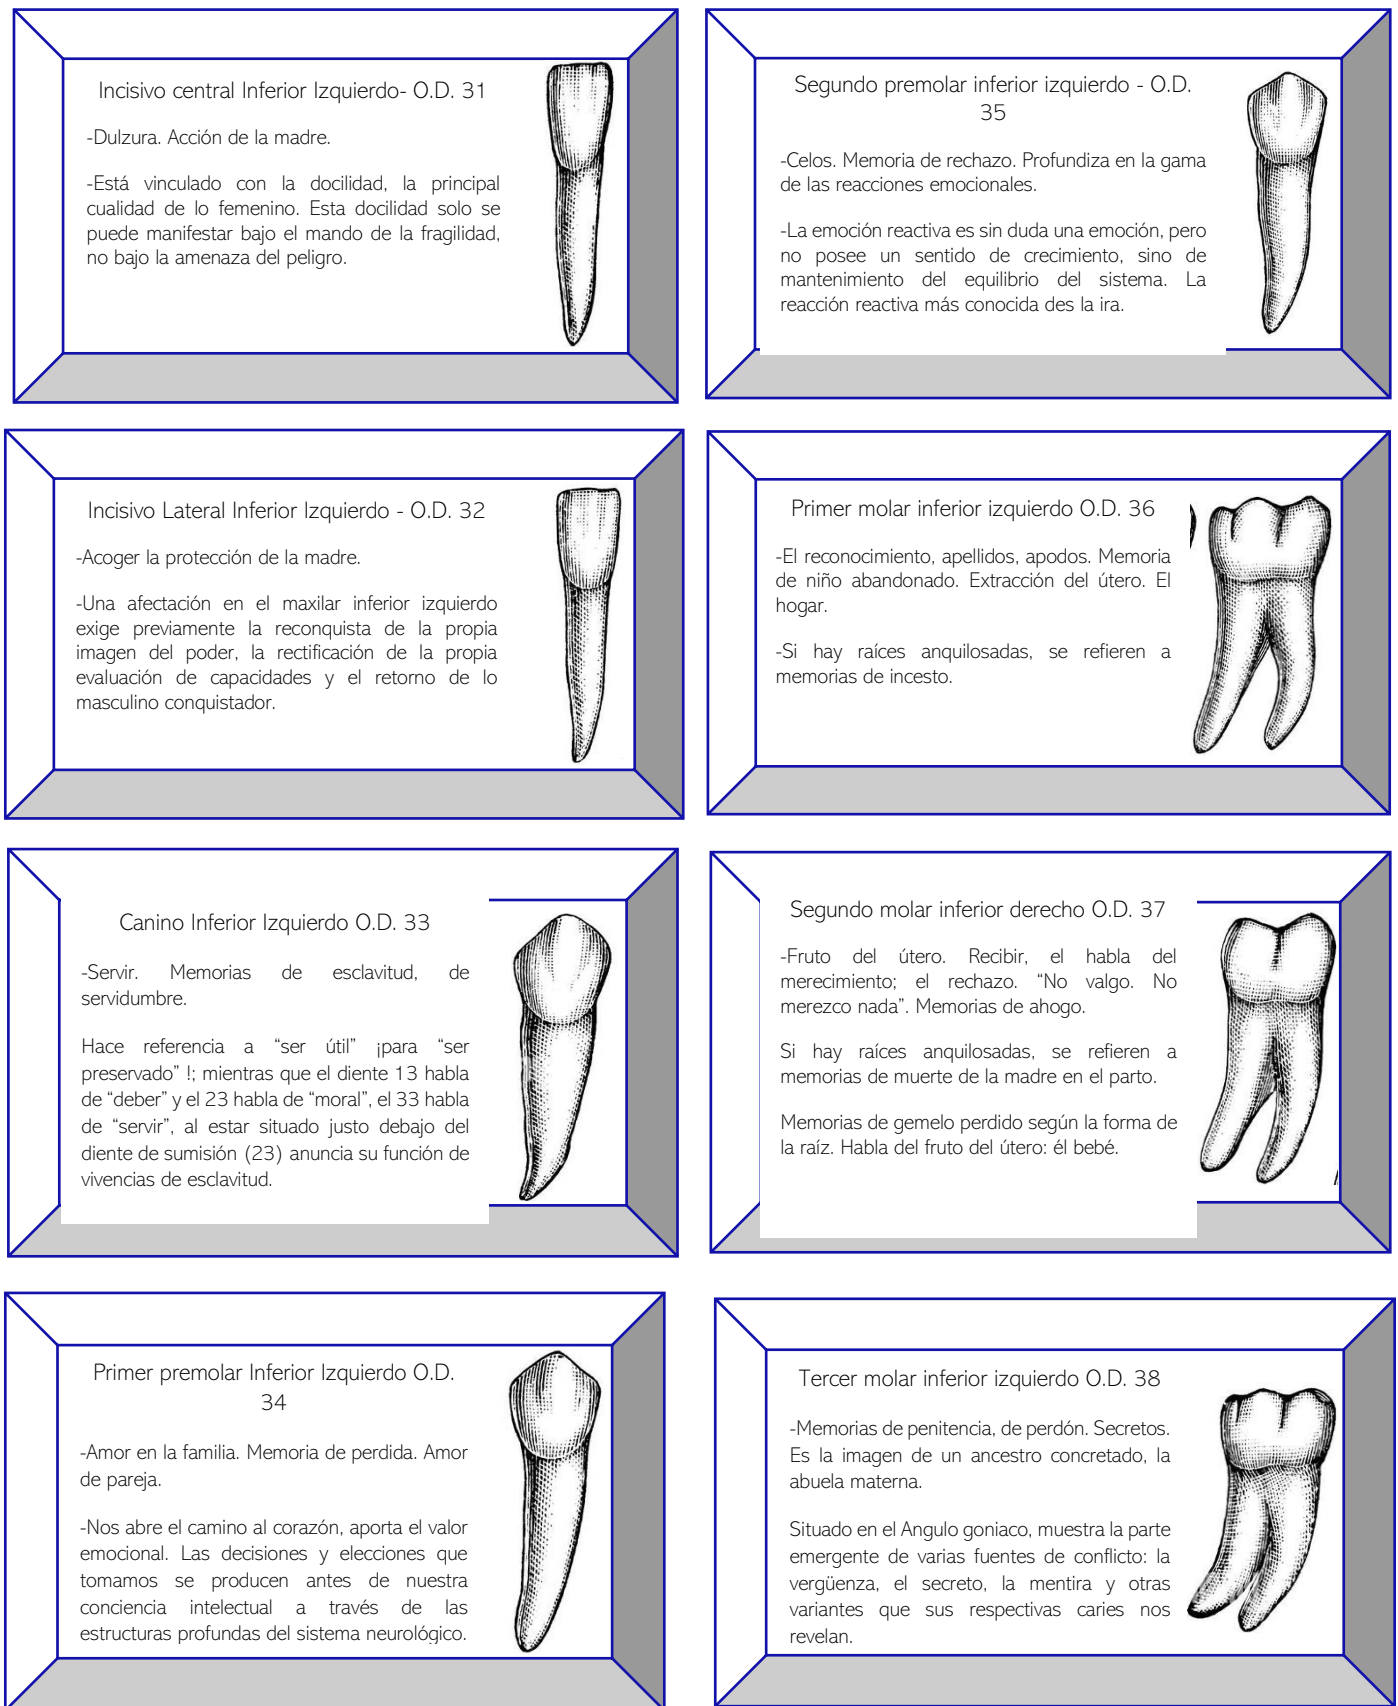 Incisivo central Inferior Izquierdo- O.D. 31
-Dulzura. Acción de la madre.
-Está vinculado con la docilidad, la principal
cualidad de lo femenino. Esta docilidad solo se
puede manifestar bajo el mando de la fragilidad,
no bajo la amenaza del peligro.
Segundo premolar inferior izquierdo - O.D.
35
-Celos. Memoria de rechazo. Profundiza en la gama
de las reacciones emocionales.
-La emoción reactiva es sin duda una emoción, pero
no posee un sentido de crecimiento, sino de
mantenimiento del equilibrio del sistema. La
reacción reactiva más conocida des la ira.
Incisivo Lateral Inferior Izquierdo - O.D. 32
-Acoger la protección de la madre.
-Una afectación en el maxilar inferior izquierdo
exige previamente la reconquista de la propia
imagen del poder, la rectificación de la propia
evaluación de capacidades y el retorno de lo
masculino conquistador.
Primer molar inferior izquierdo O.D. 36
-El reconocimiento, apellidos, apodos. Memoria
de niño abandonado. Extracción del útero. El
hogar.
-Si hay raíces anquilosadas, se refieren a
memorias de incesto.
Canino Inferior Izquierdo O.D. 33
-Servir. Memorias de esclavitud, de
servidumbre.
Hace referencia a “ser útil” ¡para “ser
preservado” !; mientras que el diente 13 habla
de “deber” y el 23 habla de “moral”, el 33 habla
de “servir”, al estar situado justo debajo del
diente de sumisión (23) anuncia su función de
vivencias de esclavitud.
Segundo molar inferior derecho O.D. 37
-Fruto del útero. Recibir, el habla del
merecimiento; el rechazo. “No valgo. No
merezco nada”. Memorias de ahogo.
Si hay raíces anquilosadas, se refieren a
memorias de muerte de la madre en el parto.
Memorias de gemelo perdido según la forma de
la raíz. Habla del fruto del útero: él bebé.
Primer premolar Inferior Izquierdo O.D.
34
-Amor en la familia. Memoria de perdida. Amor
de pareja.
-Nos abre el camino al corazón, aporta el valor
emocional. Las decisiones y elecciones que
tomamos se producen antes de nuestra
conciencia intelectual a través de las
estructuras profundas del sistema neurológico.
Tercer molar inferior izquierdo O.D. 38
-Memorias de penitencia, de perdón. Secretos.
Es la imagen de un ancestro concretado, la
abuela materna.
Situado en el Angulo goniaco, muestra la parte
emergente de varias fuentes de conflicto: la
vergüenza, el secreto, la mentira y otras
variantes que sus respectivas caries nos
revelan.